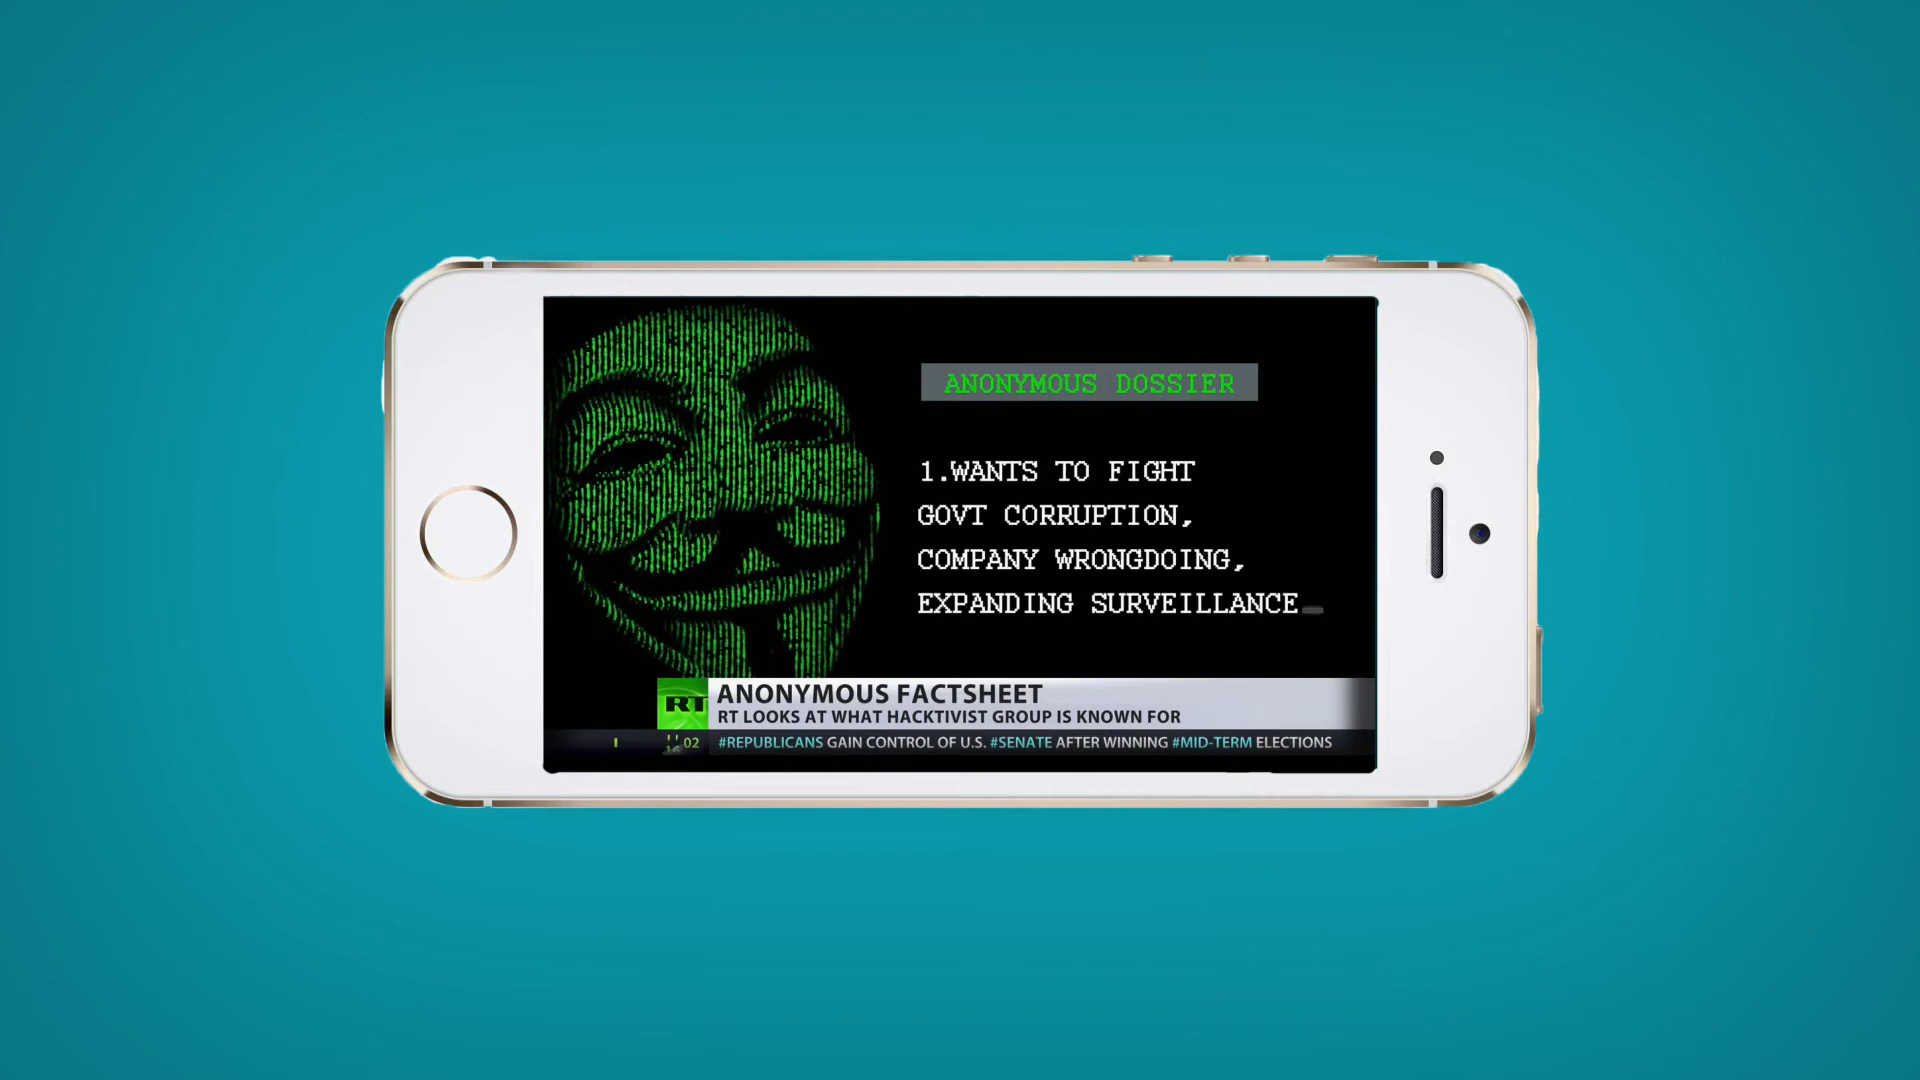 ANONYMOUS DOSSIER
1.WANTS TO FIGHT
GOVT CORRUPTION,
COMPANY WRONGDOING,
EXPANDING SURVEILLANCE
RT
ANONYMOUS FACTSHEET
RT LOOKS AT WHAT HACKTIVIST GROUP IS KNOWN FOR
02
#REPUBLICANS GAIN CONTROL OF U.S. #SENATE AFTER WINNING #MID-TERM ELECTIONS